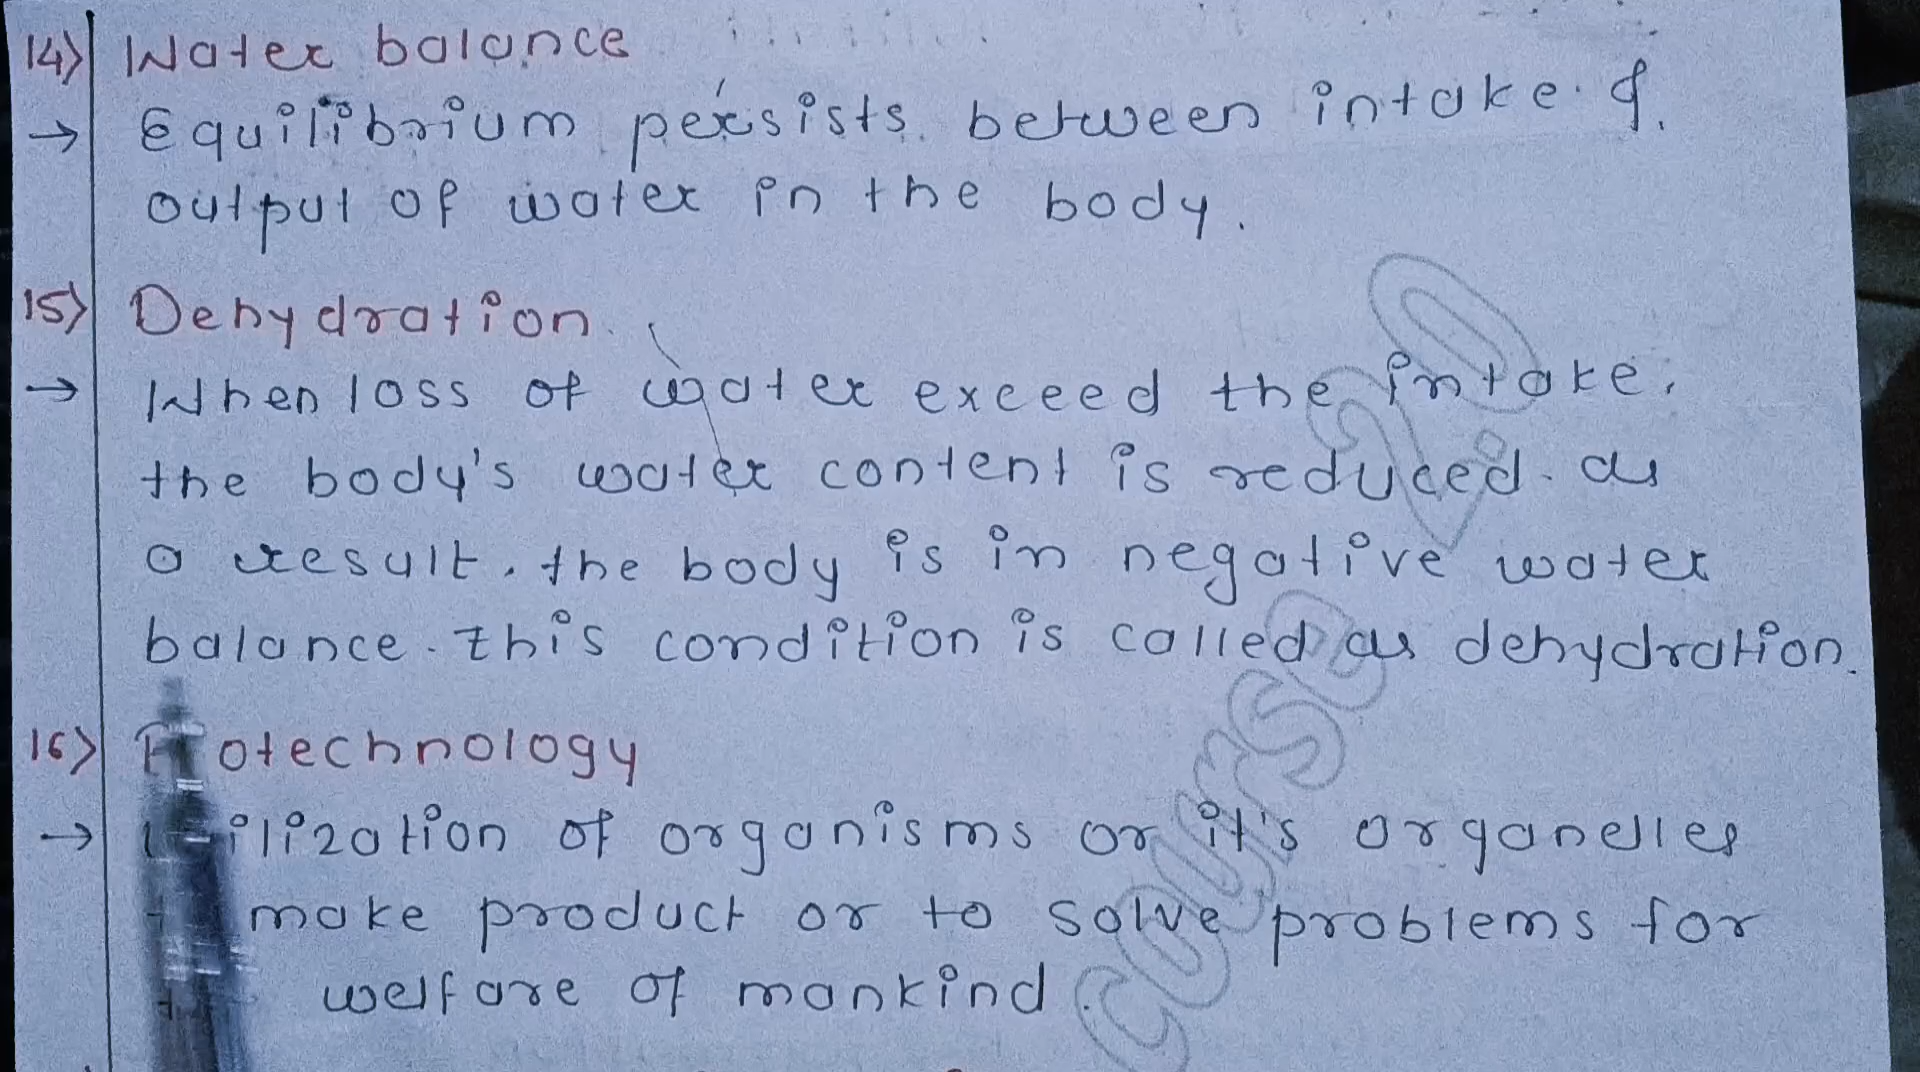 14) Water balance
→ Equilibrium persists between intake &
output of water in the body.
15) Dehydration
→ When loss of water exceed the intake,
the body's water content is reduced. as
a result, the body is in negative water
balance. this condition is called as dehydration.
16) Biotechnology
→ Utilization of organisms or it's organelles
make product or to solve problems for
welfare of mankind.